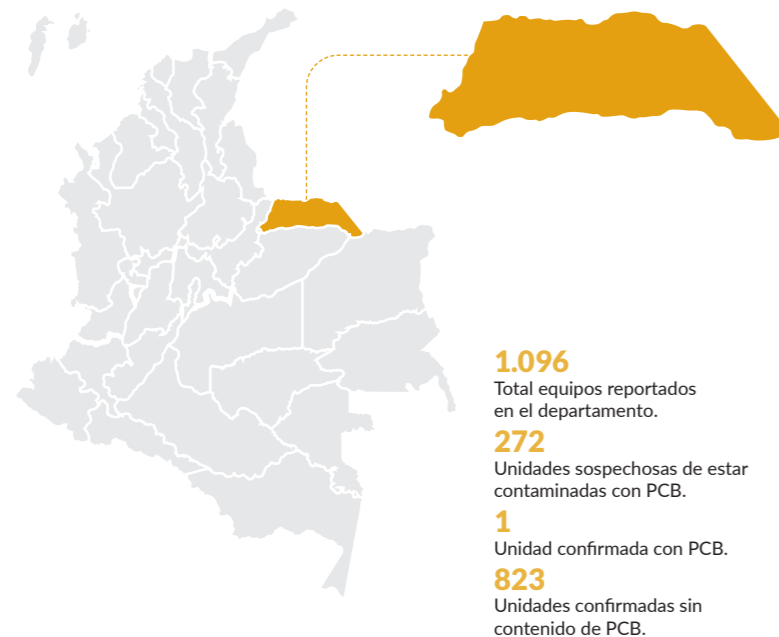 1.096
Total equipos reportados
en el departamento.
272
Unidades sospechosas de estar
contaminadas con PCB.
1
Unidad confirmada con PCB.
823
Unidades confirmadas sin
contenido de PCB.